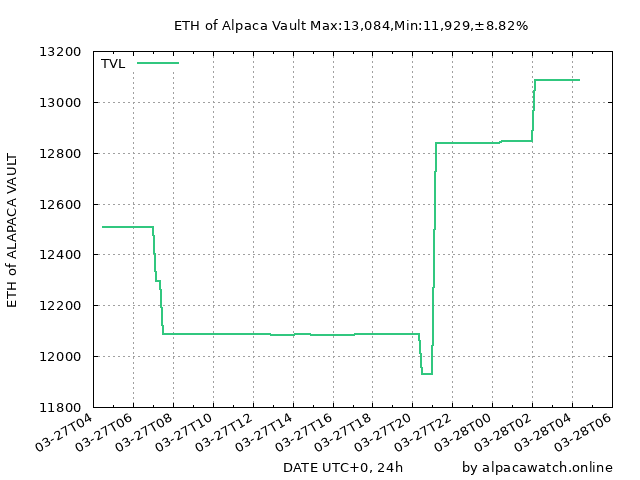 ETH of Alpaca Vault Max:13,084,Min:11,929,±8.82%
TVL
13200
13000
12800
12600
12400
12200
12000
11800
ETH of ALAPACA VAULT
03-27T04
03-27T06
03-27T08
03-27T10
03-27T12
03-27T14
03-27T16
03-27T18
03-27T20
03-27T22
03-28T00
03-28T02
03-28T04
03-28T06
DATE UTC+0, 24h
by alpacawatch.online